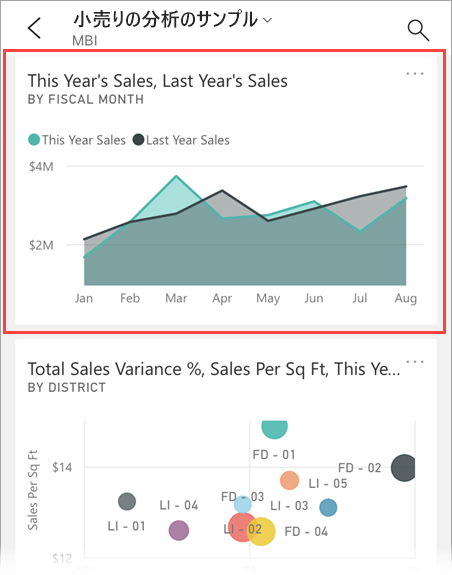 小売りの分析のサンプル
MBI
This Year's Sales, Last Year's Sales
BY FISCAL MONTH
This Year Sales Last Year Sales
$4M
$2M
Jan Feb Mar Apr May Jun Jul Aug
Total Sales Variance %, Sales Per Sq Ft, This Ye...
BY DISTRICT
Sales Per Sq Ft
FD - 01
$14
FD - 02
LI - 05
FD - 03
LI - 04
LI - 03
LI - 01
LI - 02
FD - 04
$12